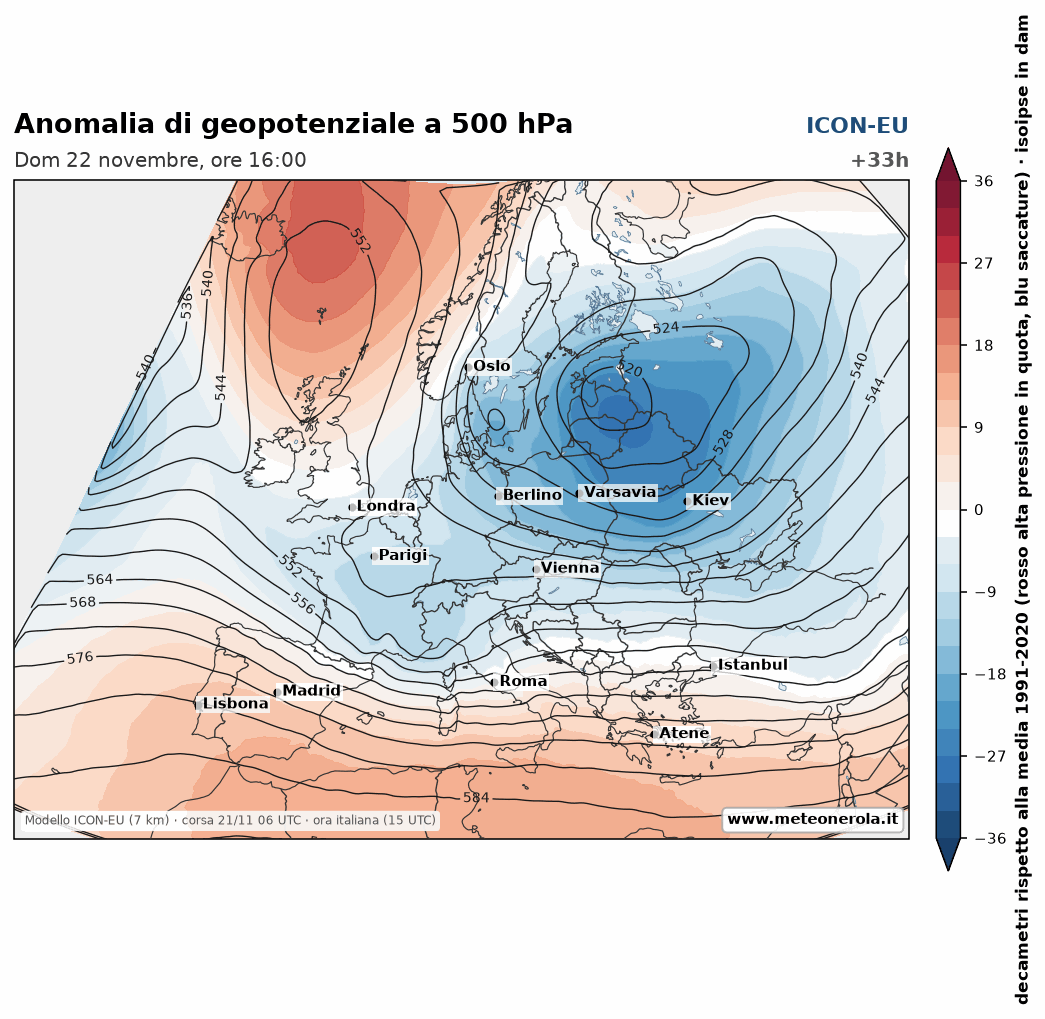 Anomalia di geopotenziale a 500 hPa
ICON-EU
Dom 22 novembre, ore 16:00
+33h
552
540
536
540
544
524
520
540
544
528
Oslo
Berlino
Varsavia
Kiev
Londra
Parigi
Vienna
552
556
564
568
576
Istanbul
Roma
Madrid
Lisbona
Atene
584
Modello ICON-EU (7 km) · corsa 21/11 06 UTC · ora italiana (15 UTC)
www.meteonerola.it
36
27
18
9
0
−9
−18
−27
−36
decametri rispetto alla media 1991-2020 (rosso alta pressione in quota, blu saccature) · isoipse in dam